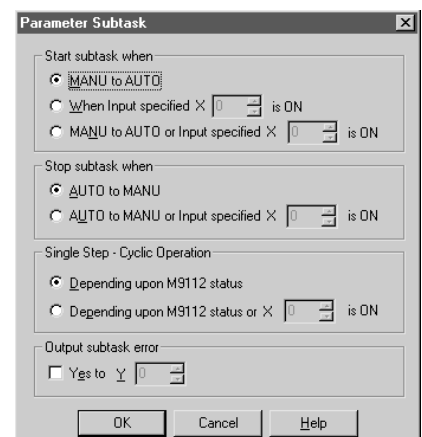 Parameter Subtask
Start subtask when
MANU to AUTO
When Input specified X 0 is ON
MANU to AUTO or Input specified X 0 is ON
Stop subtask when
AUTO to MANU
AUTO to MANU or Input specified X 0 is ON
Single Step - Cyclic Operation
Depending upon M9112 status
Depending upon M9112 status or X 0 is ON
Output subtask error
Yes to Y 0
OK Cancel Help